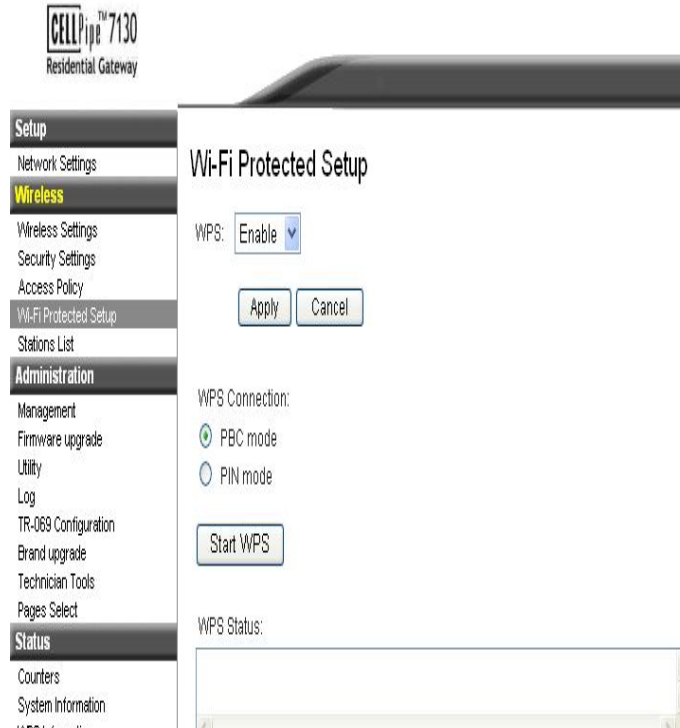 CELLPipe™ 7130
Residential Gateway
Setup
Network Settings
Wireless
Wireless Settings
Security Settings
Access Policy
Wi-Fi Protected Setup
Stations List
Administration
Management
Firmware upgrade
Utility
Log
TR-069 Configuration
Brand upgrade
Technician Tools
Pages Select
Status
Counters
System Information
Wi-Fi Protected Setup
WPS: Enable
Apply Cancel
WPS Connection:
PBC mode
PIN mode
Start WPS
WPS Status: